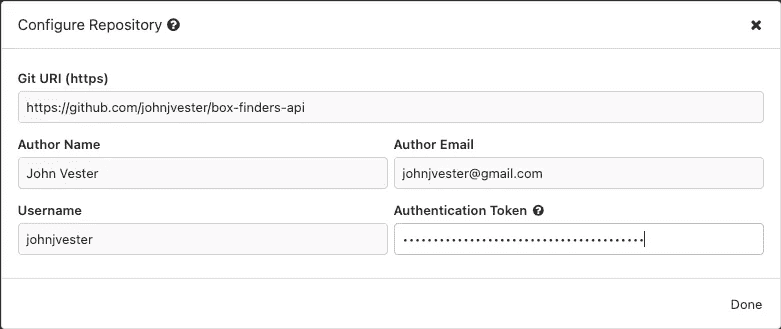 Configure Repository ?
✖
Git URI (https)
https://github.com/johnjvester/box-finders-api
Author Name
Author Email
John Vester
johnjvester@gmail.com
Username
Authentication Token ?
johnjvester
••••••••••••••••••••••••••••••••••••••••
Done